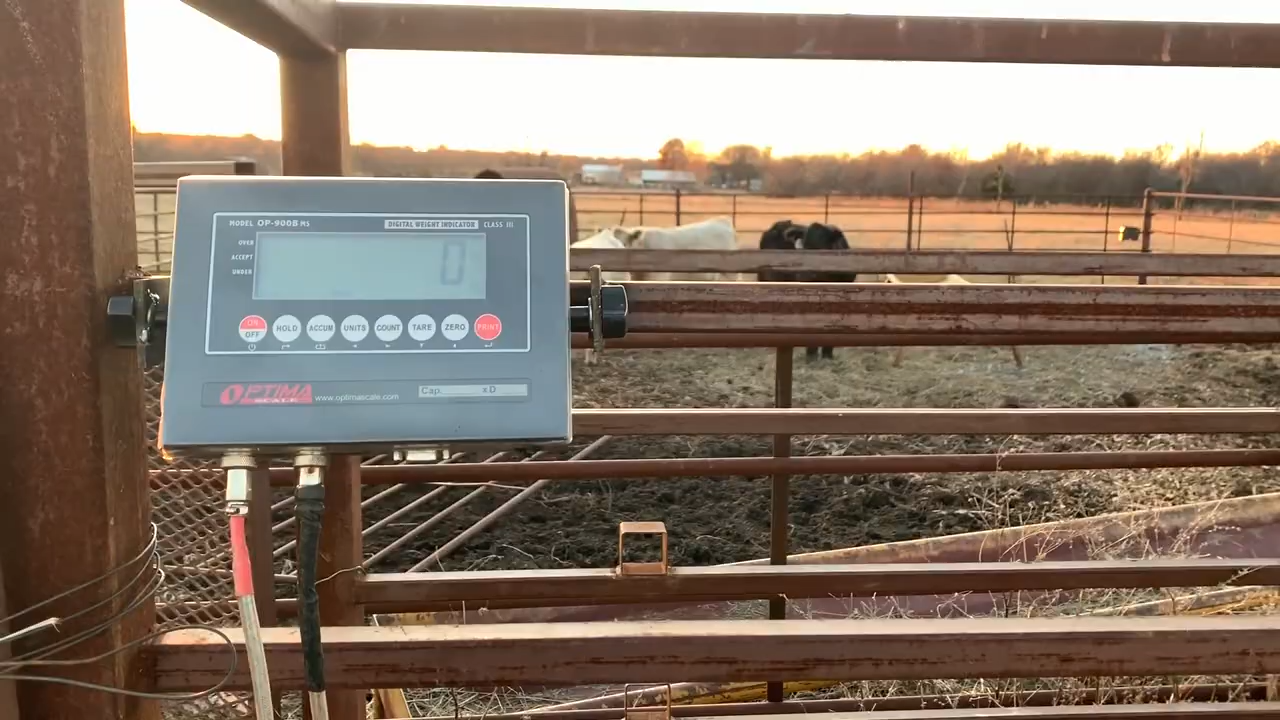 MODEL OP-900B MS DIGITAL WEIGHT INDICATOR CLASS III
OVER
ACCEPT
UNDER
0
ON OFF HOLD ACCUM UNITS COUNT TARE ZERO PRINT
OPTIMA SCALE www.optimascale.com Cap. x D